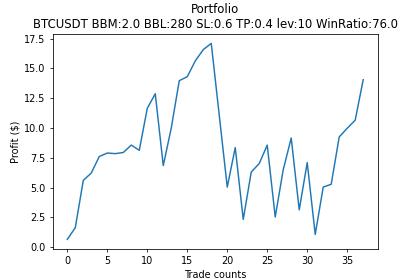 Portfolio
BTCUSDT BBM:2.0 BBL:280 SL:0.6 TP:0.4 lev:10 WinRatio:76.0
17.5
15.0
12.5
10.0
7.5
5.0
2.5
0.0
Profit ($)
0 5 10 15 20 25 30 35
Trade counts